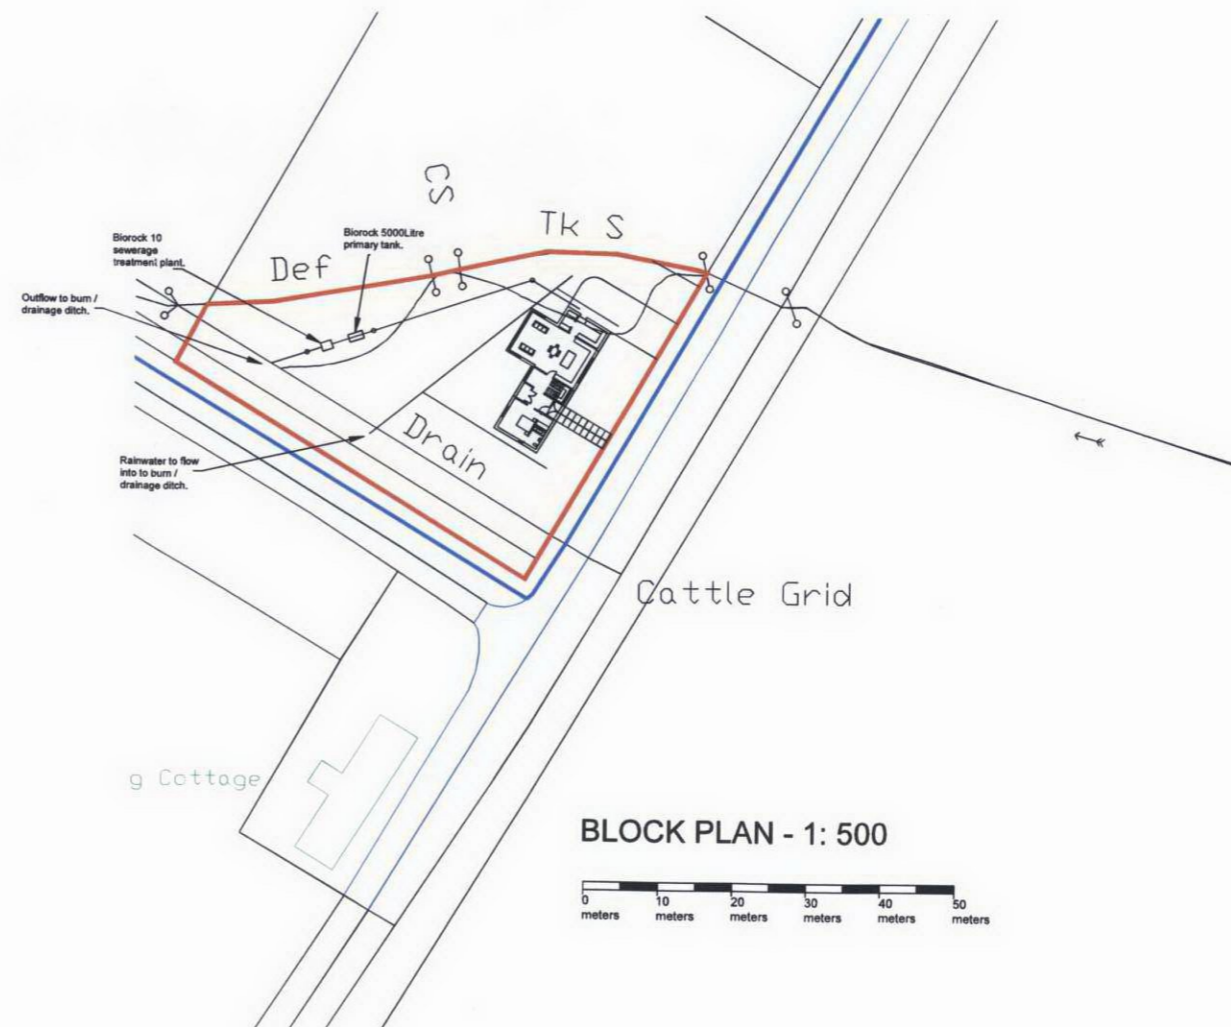 CS
Tk S
Biorock 5000Litre
primary tank.
Biorock 10
sewerage
treatment plant.
Def
Outflow to burn /
drainage ditch.
Drain
Rainwater to flow
into to burn /
drainage ditch.
Cattle Grid
g Cottage
BLOCK PLAN - 1: 500
0 10 20 30 40 50
meters meters meters meters meters meters